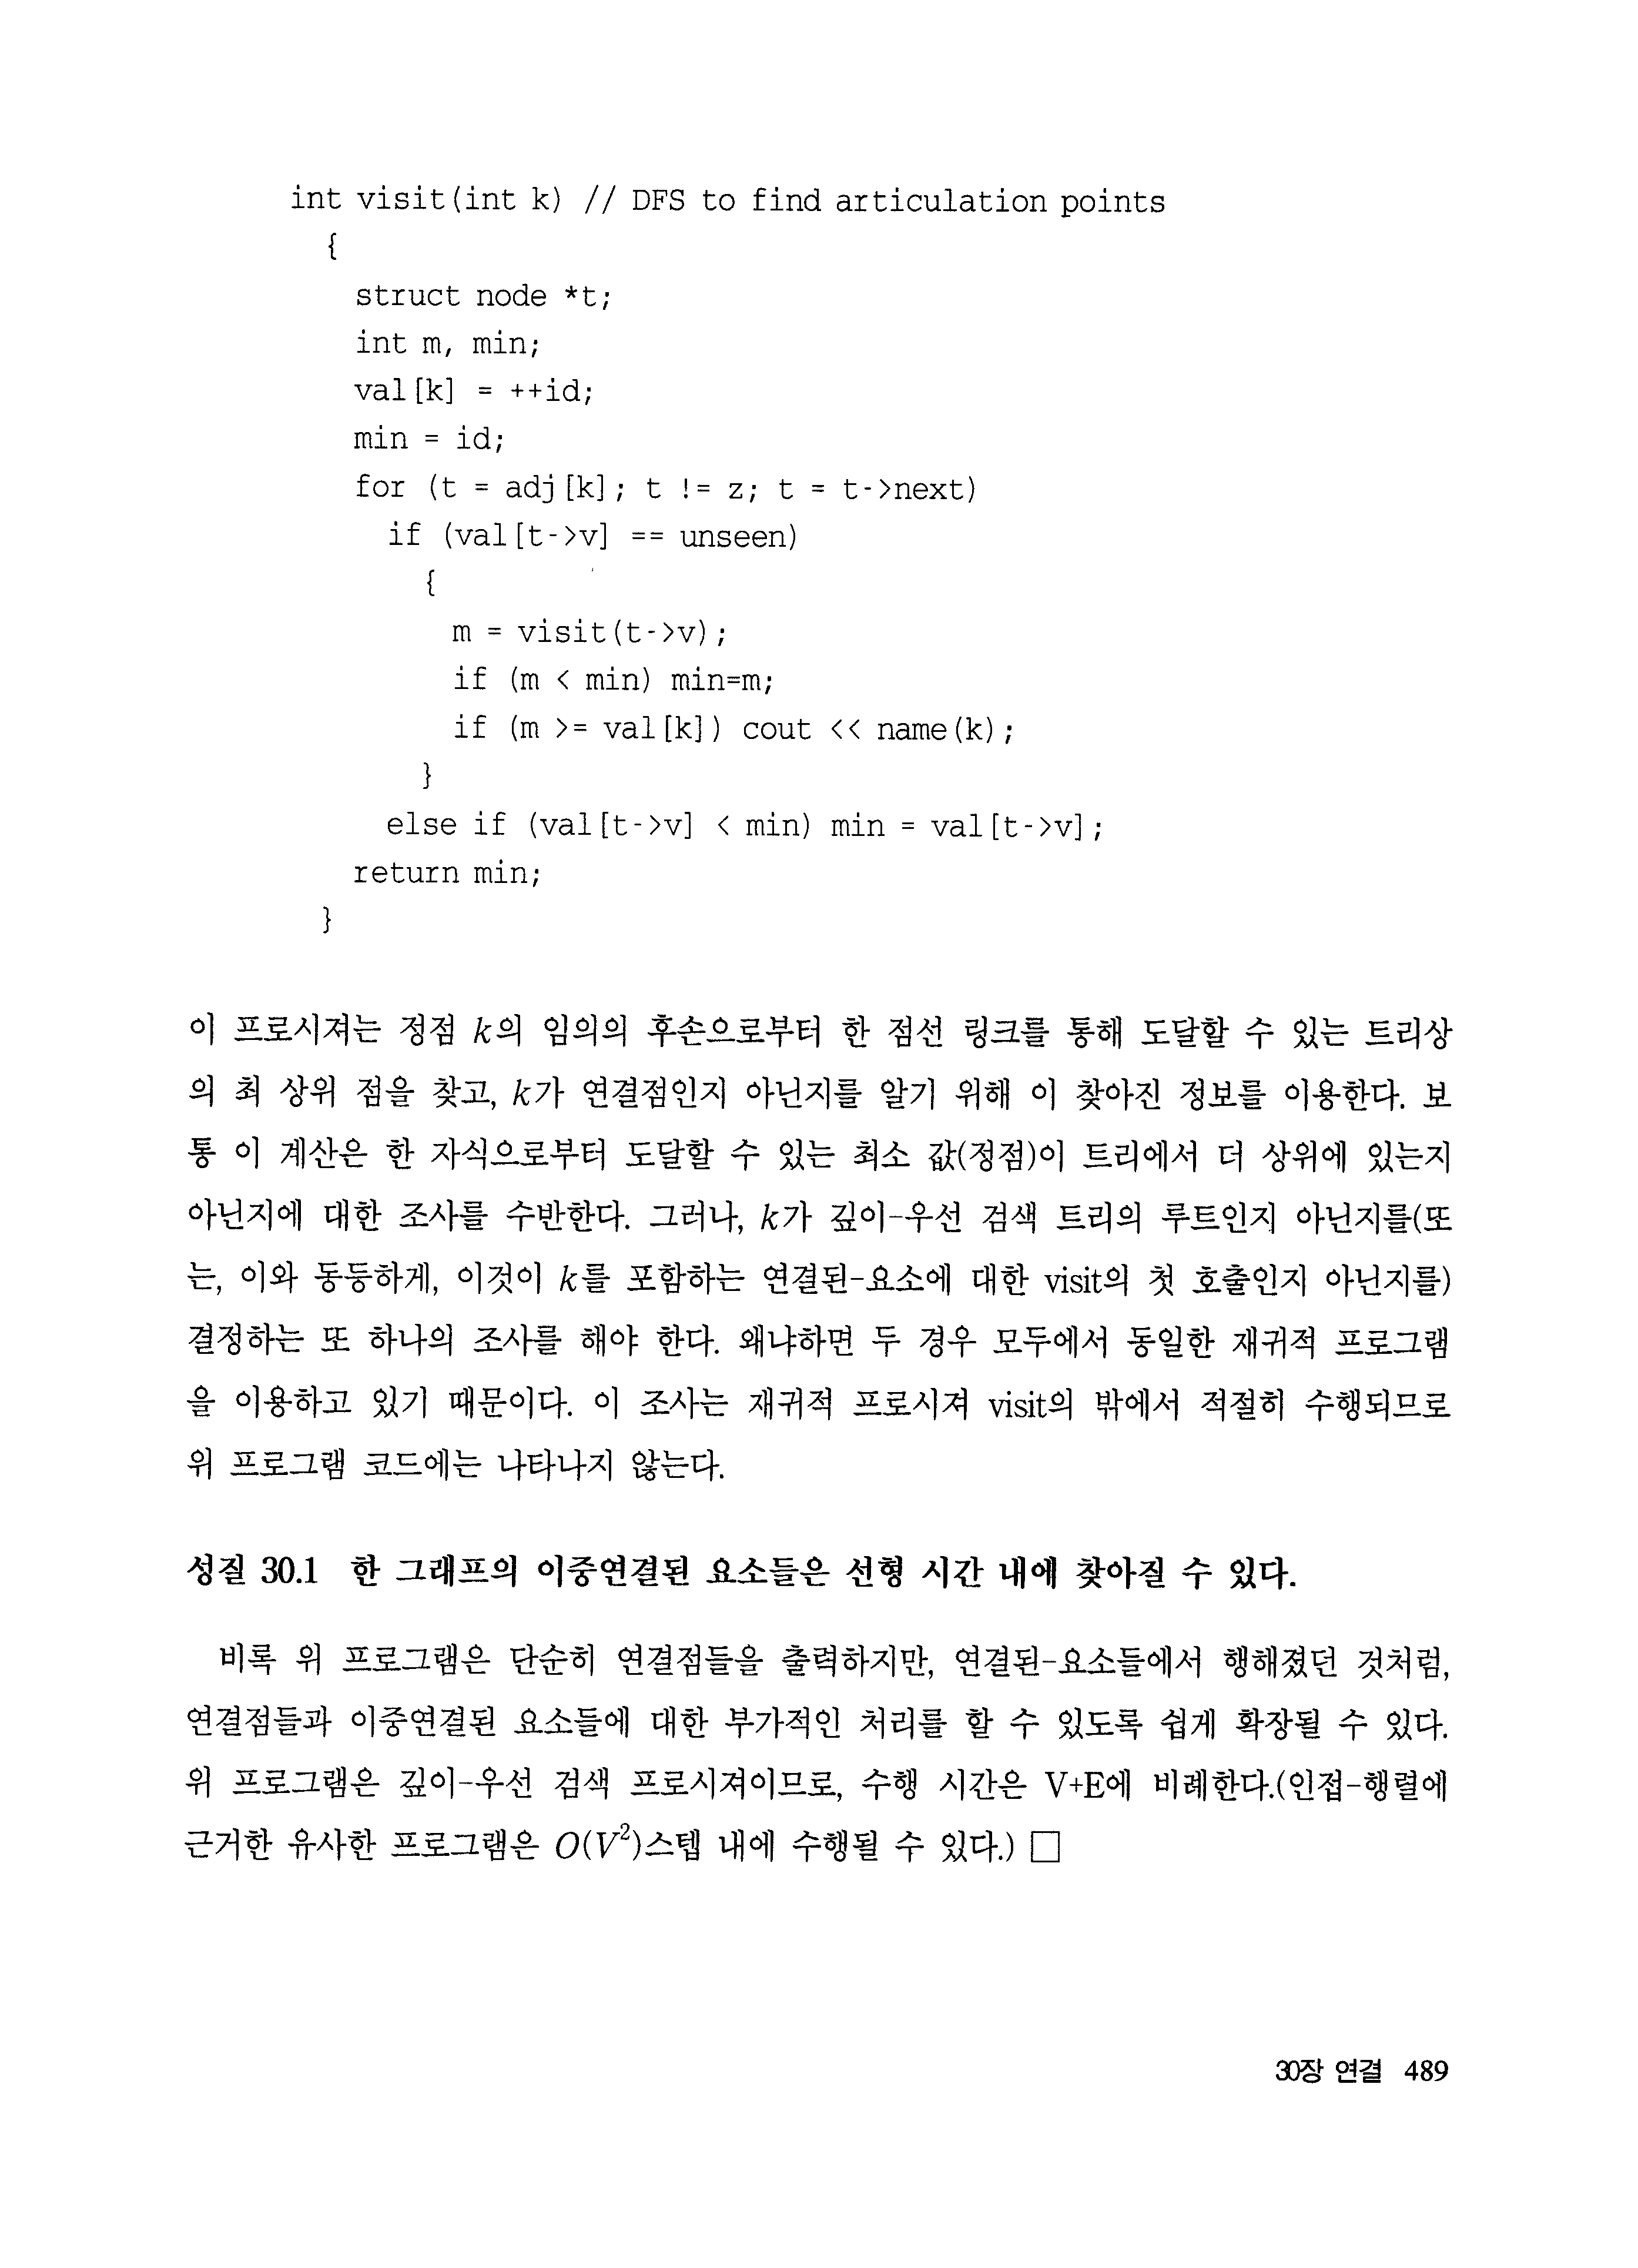 int visit(int k) // DFS to find articulation points
{
struct node *t;
int m, min;
val[k] = ++id;
min = id;
for (t = adj[k]; t != z; t = t->next)
if (val[t->v] == unseen)
{
m = visit(t->v);
if (m < min) min=m;
if (m >= val[k]) cout << name(k);
}
else if (val[t->v] < min) min = val[t->v];
return min;
}
이 프로시져는 정점 k의 임의의 후손으로부터 한 점선 링크를 통해 도달할 수 있는 트리상
의 최 상위 점을 찾고, k가 연결점인지 아닌지를 알기 위해 이 찾아진 정보를 이용한다. 보
통 이 계산은 한 자식으로부터 도달할 수 있는 최소 값(정점)이 트리에서 더 상위에 있는지
아닌지에 대한 조사를 수반한다. 그러나, k가 깊이-우선 검색 트리의 루트인지 아닌지를(또
는, 이와 동등하게, 이것이 k를 포함하는 연결된-요소에 대한 visit의 첫 호출인지 아닌지를)
결정하는 또 하나의 조사를 해야 한다. 왜냐하면 두 경우 모두에서 동일한 재귀적 프로그램
을 이용하고 있기 때문이다. 이 조사는 재귀적 프로시져 visit의 밖에서 적절히 수행되므로
위 프로그램 코드에는 나타나지 않는다.
성질 30.1 한 그래프의 이중연결된 요소들은 선형 시간 내에 찾아질 수 있다.
비록 위 프로그램은 단순히 연결점들을 출력하지만, 연결된-요소들에서 행해졌던 것처럼,
연결점들과 이중연결된 요소들에 대한 부가적인 처리를 할 수 있도록 쉽게 확장될 수 있다.
위 프로그램은 깊이-우선 검색 프로시져이므로, 수행 시간은 V+E에 비례한다.(인접-행렬에
근거한 유사한 프로그램은 O(V²)스텝 내에 수행될 수 있다.) □
30장 연결 489